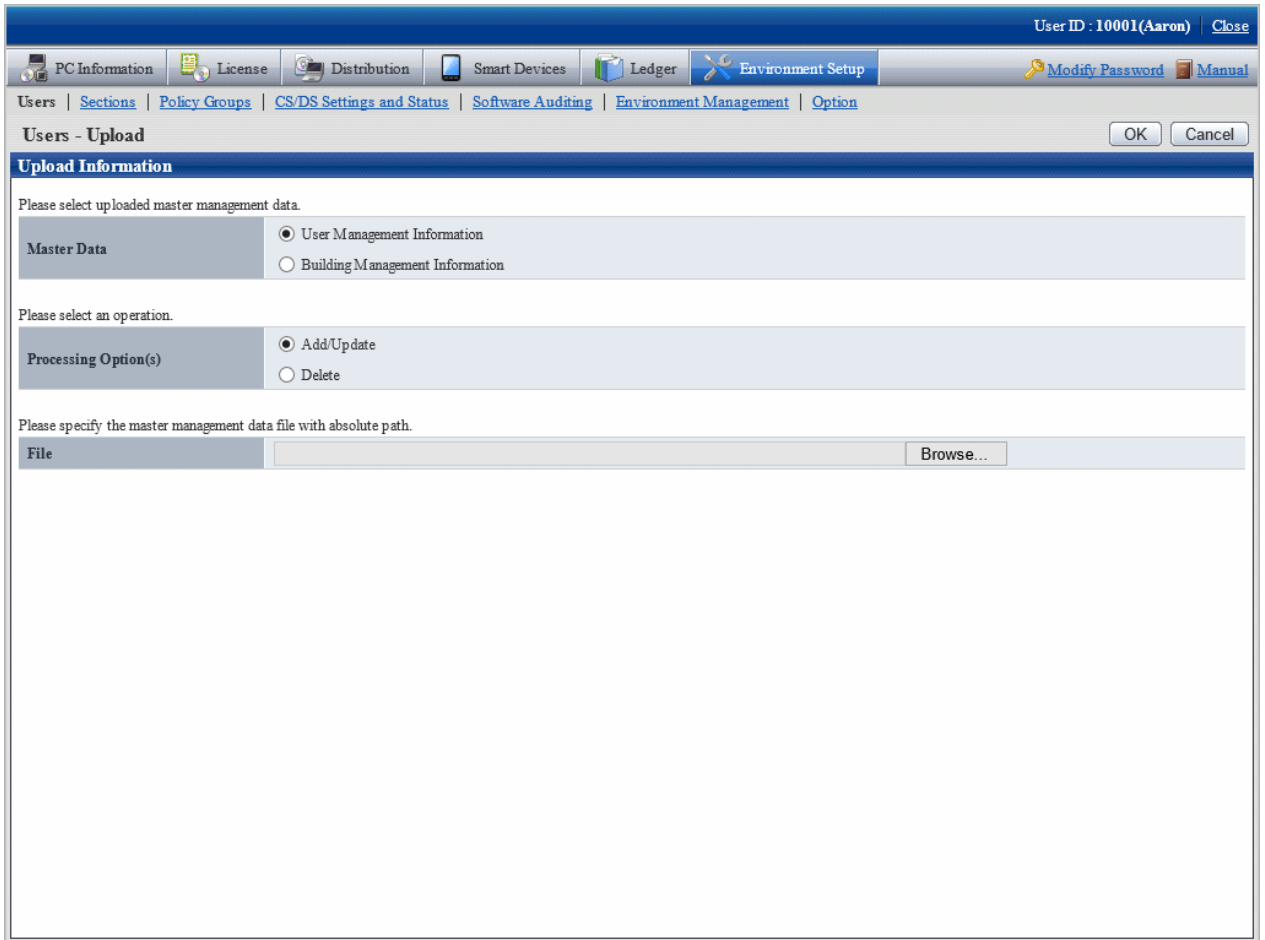 User ID : 10001(Aaron) Close
PC Information License Distribution Smart Devices Ledger Environment Setup Modify Password Manual
Users | Sections | Policy Groups | CS/DS Settings and Status | Software Auditing | Environment Management | Option
Users - Upload OK Cancel
Upload Information
Please select uploaded master management data.
Master Data
User Management Information
Building Management Information
Please select an operation.
Processing Option(s)
Add/Update
Delete
Please specify the master management data file with absolute path.
File Browse...